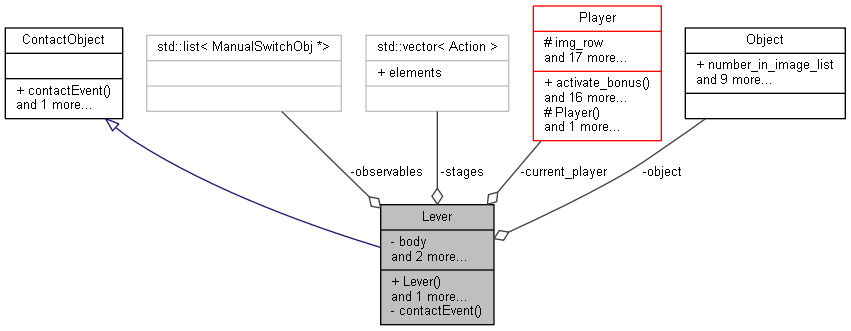 ContactObject
+ contactEvent()
and 1 more...
std::list< ManualSwitchObj *>
std::vector< Action >
+ elements
Player
# img_row
and 17 more...
+ activate_bonus()
and 16 more...
# Player()
and 1 more...
Object
+ number_in_image_list
and 9 more...
-observables
-stages
-current_player
-object
Lever
- body
and 2 more...
+ Lever()
and 1 more...
- contactEvent()